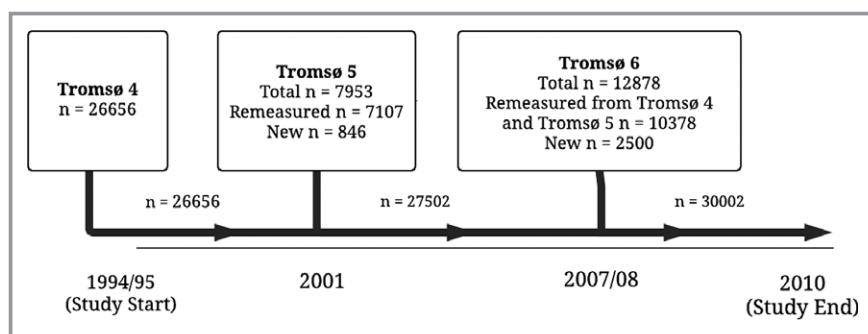 Tromsø 4
n = 26656
Tromsø 5
Total n = 7953
Remeasured n = 7107
New n = 846
Tromsø 6
Total n = 12878
Remeasured from Tromsø 4
and Tromsø 5 n = 10378
New n = 2500
n = 26656
n = 27502
n = 30002
1994/95
(Study Start)
2001
2007/08
2010
(Study End)